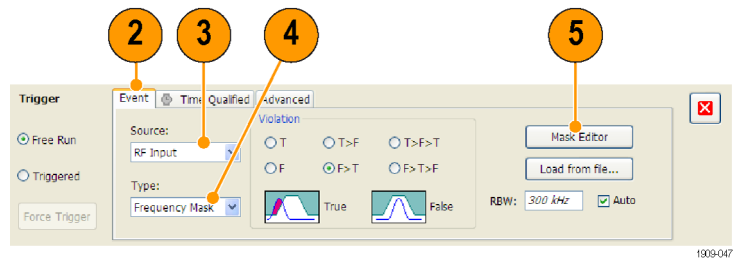 2 3 4 5
Trigger
Event Time Qualified Advanced
Free Run
Triggered
Force Trigger
Source:
RF Input
Type:
Frequency Mask
Violation
T T>F T>F>T
F F>T F>T>F
True False
Mask Editor
Load from file...
RBW: 300 kHz Auto
1909-047